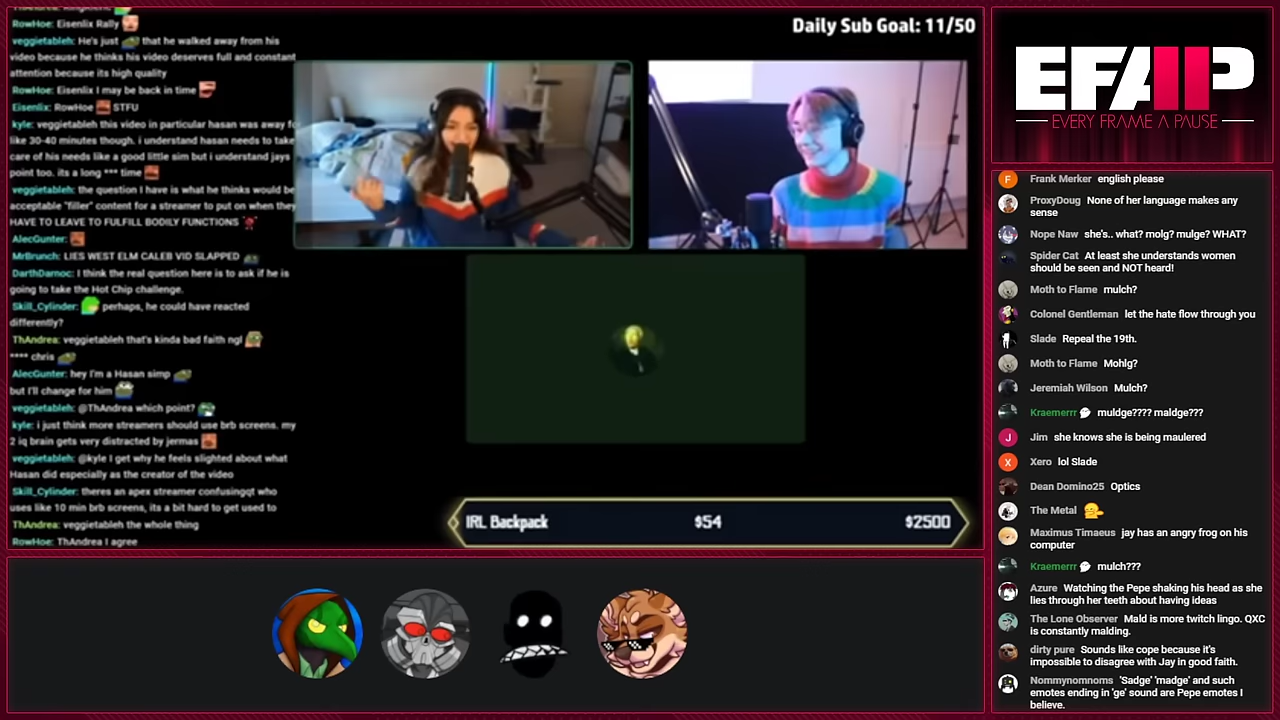 RowHoe: Eisenlix Rally
veggietableh: He's just that he walked away from his
video because he thinks his video deserves full and constant
attention because its high quality
RowHoe: Eisenlix I may be back in time
Eisenlix: RowHoe STFU
kyle: veggietableh this video in particular hasan was away for
like 30-40 minutes though. i understand hasan needs to take
care of his needs like a good little sim but i understand jays
point too. its a long *** time
veggietableh: the question I have is what he thinks would be
acceptable "filler" content for a streamer to put on when they
HAVE TO LEAVE TO FULFILL BODILY FUNCTIONS
AlecGunter:
MrBrunch: LIES WEST ELM CALEB VID SLAPPED
DarthDarnoc: I think the real question here is to ask if he is
going to take the Hot Chip challenge.
Skill_Cylinder: perhaps, he could have reacted
differently?
ThAndrea: veggietableh that's kinda bad faith ngl
**** chris
AlecGunter: hey I'm a Hasan simp
but I'll change for him
veggietableh: @ThAndrea which point?
kyle: i just think more streamers should use brb screens. my
2 iq brain gets very distracted by jermas
veggietableh: @kyle I get why he feels slighted about what
Hasan did especially as the creator of the video
Skill_Cylinder: theres an apex streamer confusingqt who
uses like 10 min brb screens, its a bit hard to get used to
ThAndrea: veggietableh the whole thing
RowHoe: ThAndrea I agree
Daily Sub Goal: 11/50
IRL Backpack $54 $2500
EFAP
EVERY FRAME A PAUSE
F Frank Merker english please
ProxyDoug None of her language makes any
sense
Nope Naw she's.. what? molg? mulge? WHAT?
Spider Cat At least she understands women
should be seen and NOT heard!
Moth to Flame mulch?
Colonel Gentleman let the hate flow through you
Slade Repeal the 19th.
Moth to Flame Mohlg?
Jeremiah Wilson Mulch?
Kraemerrr muldge???? maldge???
J Jim she knows she is being maulered
X Xero lol Slade
Dean Domino25 Optics
The Metal
Maximus Timaeus jay has an angry frog on his
computer
Kraemerrr mulch???
Azure Watching the Pepe shaking his head as she
lies through her teeth about having ideas
The Lone Observer Mald is more twitch lingo. QXC
is constantly malding.
dirty pure Sounds like cope because it's
impossible to disagree with Jay in good faith.
Nommynomnoms 'Sadge' 'madge' and such
emotes ending in 'ge' sound are Pepe emotes I
believe.